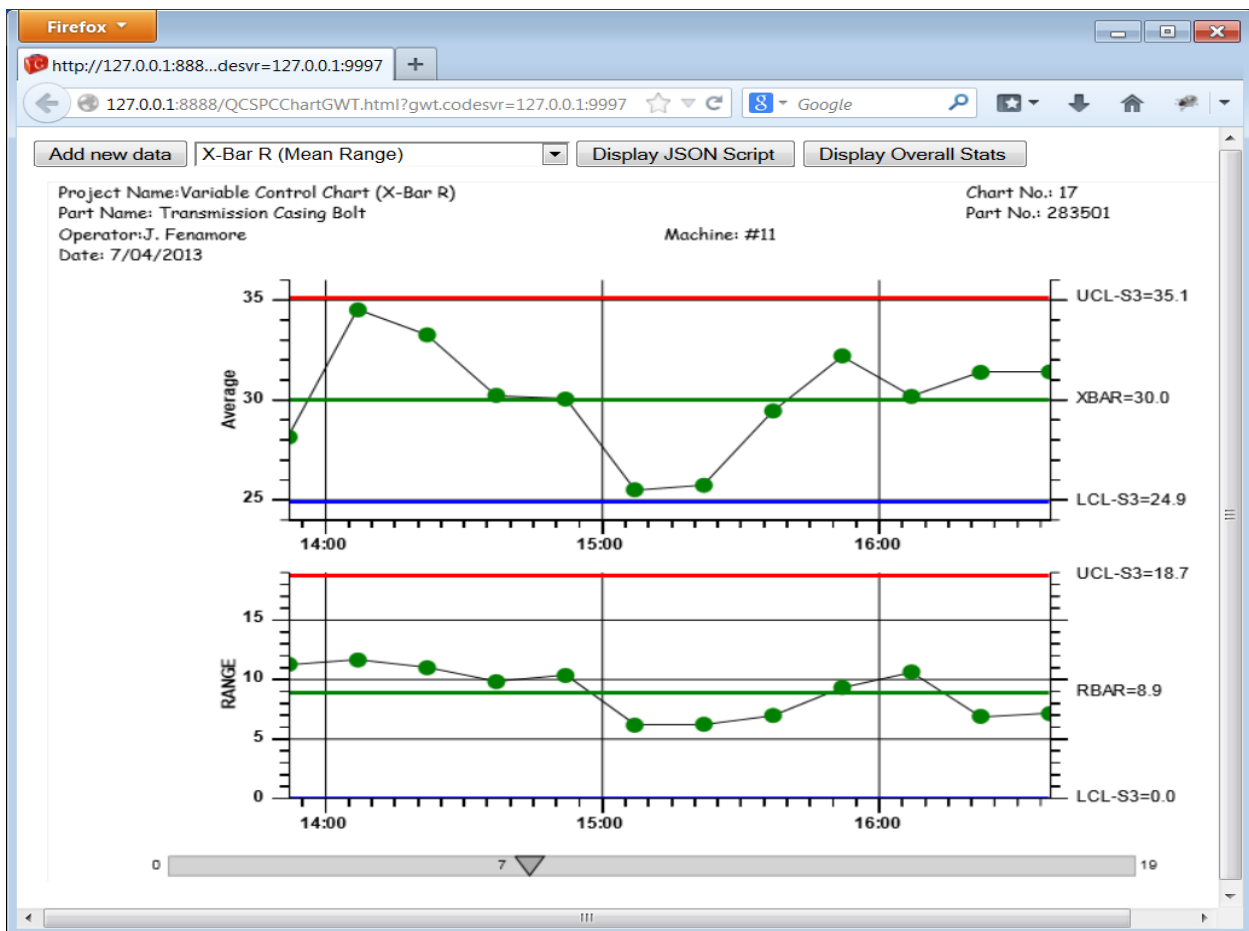 Firefox
http://127.0.0.1:888...desvr=127.0.0.1:9997
127.0.0.1:8888/QCSPCChartGWT.html?gwt.codesvr=127.0.0.1:9997
8 Google
Add new data X-Bar R (Mean Range) Display JSON Script Display Overall Stats
Project Name:Variable Control Chart (X-Bar R) Chart No.: 17
Part Name: Transmission Casing Bolt Part No.: 283501
Operator:J. Fenamore Machine: #11
Date: 7/04/2013
35 UCL-S3=35.1
Average
30 XBAR=30.0
25 LCL-S3=24.9
14:00 15:00 16:00
UCL-S3=18.7
15
RANGE
10 RBAR=8.9
5
0 LCL-S3=0.0
14:00 15:00 16:00
0 7 19